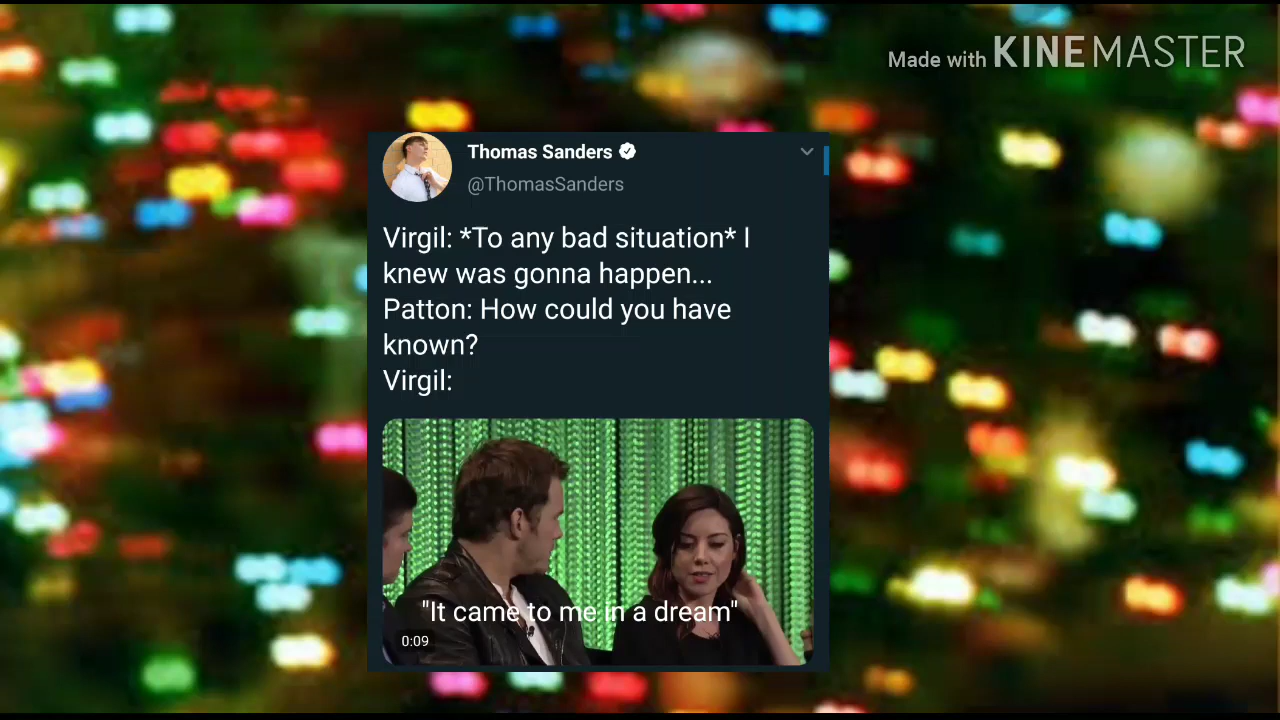 Made with KINEMASTER
Thomas Sanders
@ThomasSanders
Virgil: *To any bad situation* I
knew was gonna happen...
Patton: How could you have
known?
Virgil:
"It came to me in a dream"
0:09